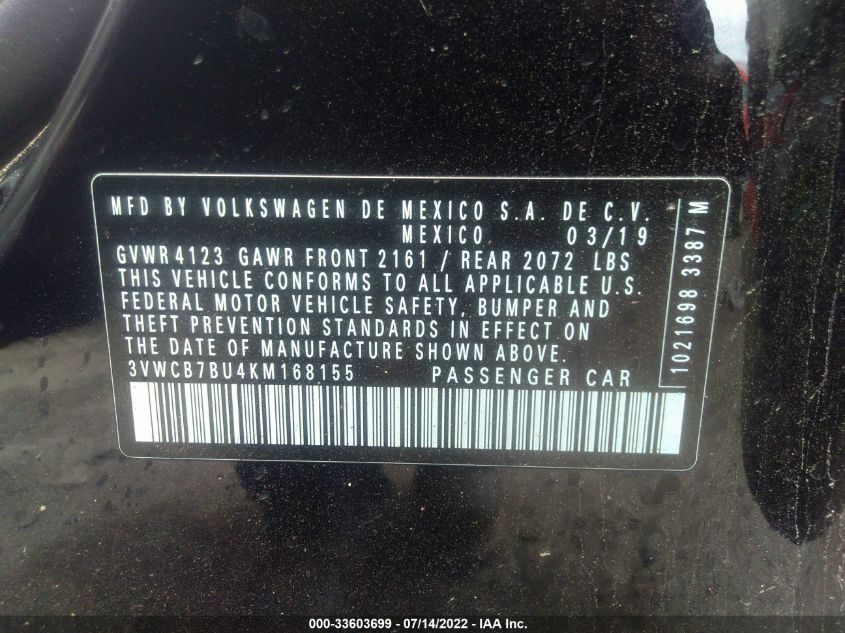 MFD BY VOLKSWAGEN DE MEXICO S.A. DE C.V.
MEXICO 03/19
GVWR 4123 GAWR FRONT 2161 / REAR 2072 LBS
THIS VEHICLE CONFORMS TO ALL APPLICABLE U.S.
FEDERAL MOTOR VEHICLE SAFETY, BUMPER AND
THEFT PREVENTION STANDARDS IN EFFECT ON
THE DATE OF MANUFACTURE SHOWN ABOVE.
3VWCB7BU4KM168155 PASSENGER CAR
1021698 3387 M
000-33603699 - 07/14/2022 - IAA Inc.